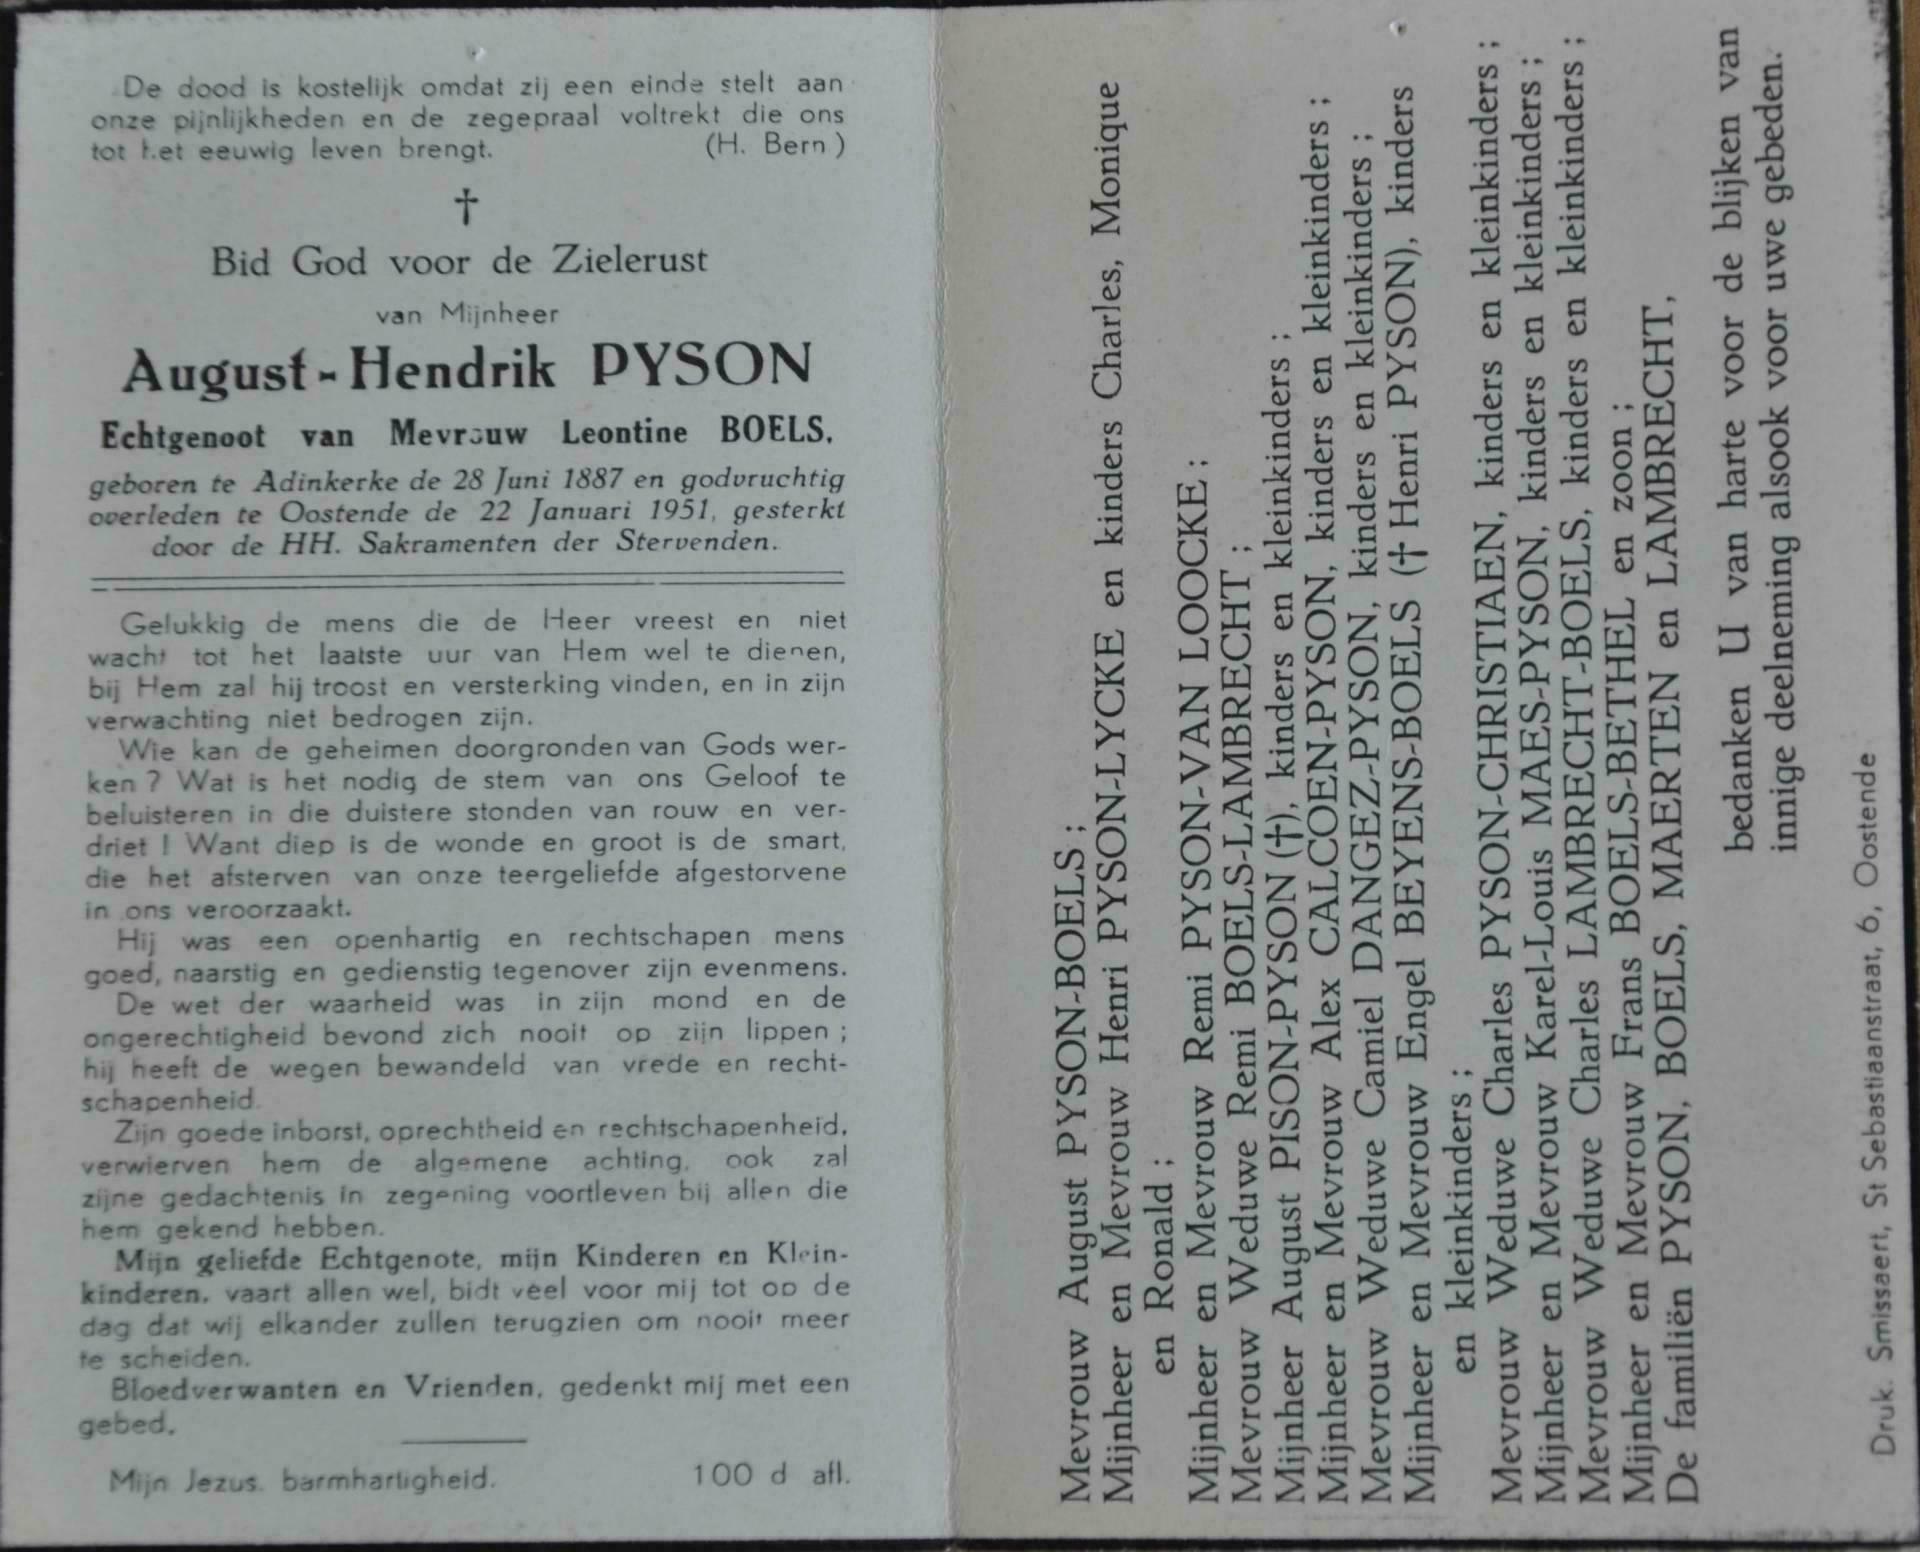 De dood is kostelijk omdat zij een einde stelt aan
onze pijnlijkheden en de zegepraal voltrekt die ons
tot het eeuwig leven brengt. (H. Bern)
†
Bid God voor de Zielerust
van Mijnheer
August-Hendrik PYSON
Echtgenoot van Mevrouw Leontine BOELS.
geboren te Adinkerke de 28 Juni 1887 en godvruchtig
overleden te Oostende de 22 Januari 1951, gesterkt
door de HH. Sakramenten der Stervenden.
Gelukkig de mens die de Heer vreest en niet
wacht tot het laatste uur van Hem wel te dienen,
bij Hem zal hij troost en versterking vinden, en in zijn
verwachting niet bedrogen zijn.
Wie kan de geheimen doorgronden van Gods wer-
ken ? Wat is het nodig de stem van ons Geloof te
beluisteren in die duistere stonden van rouw en ver-
driet ! Want diep is de wonde en groot is de smart,
die het afsterven van onze teergeliefde afgestorvene
in ons veroorzaakt.
Hij was een openhartig en rechtschapen mens
goed, naarstig en gedienstig tegenover zijn evenmens.
De wet der waarheid was in zijn mond en de
ongerechtigheid bevond zich nooit op zijn lippen ;
hij heeft de wegen bewandeld van vrede en recht-
schapenheid.
Zijn goede inborst, oprechtheid en rechtschapenheid,
verwierven hem de algemene achting, ook zal
zijne gedachtenis in zegening voortleven bij allen die
hem gekend hebben.
Mijn geliefde Echtgenote, mijn Kinderen en Klein-
kinderen, vaart allen wel, bidt veel voor mij tot op de
dag dat wij elkander zullen terugzien om nooit meer
te scheiden.
Bloedverwanten en Vrienden, gedenkt mij met een
gebed.
Mijn Jezus. barmhartigheid. 100 d afl.
Mevrouw August PYSON-BOELS ;
Mijnheer en Mevrouw Henri PYSON-LYCKE en kinders Charles, Monique
en Ronald ;
Mijnheer en Mevrouw Remi PYSON-VAN LOOCKE ;
Mevrouw Weduwe Remi BOELS-LAMBRECHT ;
Mijnheer August PISON-PYSON (†), kinders en kleinkinders ;
Mijnheer en Mevrouw Alex CALCOEN-PYSON, kinders en kleinkinders ;
Mevrouw Weduwe Camiel DANGEZ-PYSON, kinders en kleinkinders ;
Mijnheer en Mevrouw Engel BEYENS-BOELS († Henri PYSON), kinders
en kleinkinders ;
Mevrouw Weduwe Charles PYSON-CHRISTIAEN, kinders en kleinkinders ;
Mijnheer en Mevrouw Karel-Louis MAES-PYSON, kinders en kleinkinders ;
Mevrouw Weduwe Charles LAMBRECHT-BOELS, kinders en kleinkinders ;
Mijnheer en Mevrouw Frans BOELS-BETHEL en zoon ;
De familiën PYSON, BOELS, MAERTEN en LAMBRECHT,
bedanken U van harte voor de blijken van
innige deelneming alsook voor uwe gebeden.
Druk. Smissaert, St Sebastiaanstraat, 6, Oostende